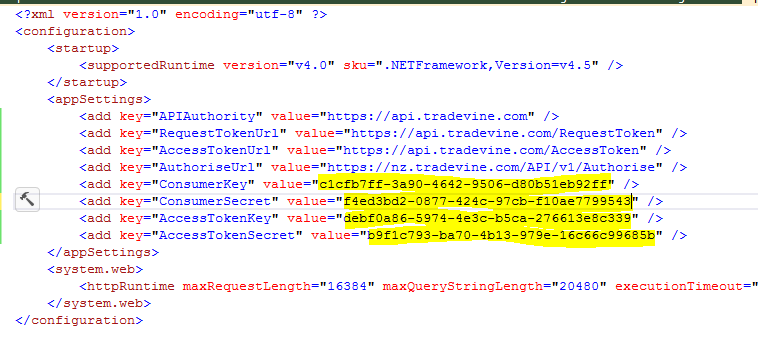 <?xml version="1.0" encoding="utf-8" ?>
<configuration>
<startup>
<supportedRuntime version="v4.0" sku=".NETFramework,Version=v4.5" />
</startup>
<appSettings>
<add key="APIAuthority" value="https://api.tradevine.com" />
<add key="RequestTokenUrl" value="https://api.tradevine.com/RequestToken" />
<add key="AccessTokenUrl" value="https://api.tradevine.com/AccessToken" />
<add key="AuthoriseUrl" value="https://nz.tradevine.com/API/v1/Authorise" />
<add key="ConsumerKey" value="c1cfb7ff-3a90-4642-9506-d80b51eb92ff" />
<add key="ConsumerSecret" value="f4ed3bd2-0877-424c-97cb-f10ae7799543" />
<add key="AccessTokenKey" value="debf0a86-5974-4e3c-b5ca-276613e8c339" />
<add key="AccessTokenSecret" value="b9f1c793-ba70-4b13-979e-16c66c99685b" />
</appSettings>
<system.web>
<httpRuntime maxRequestLength="16384" maxQueryStringLength="20480" executionTimeout="
</system.web>
</configuration>